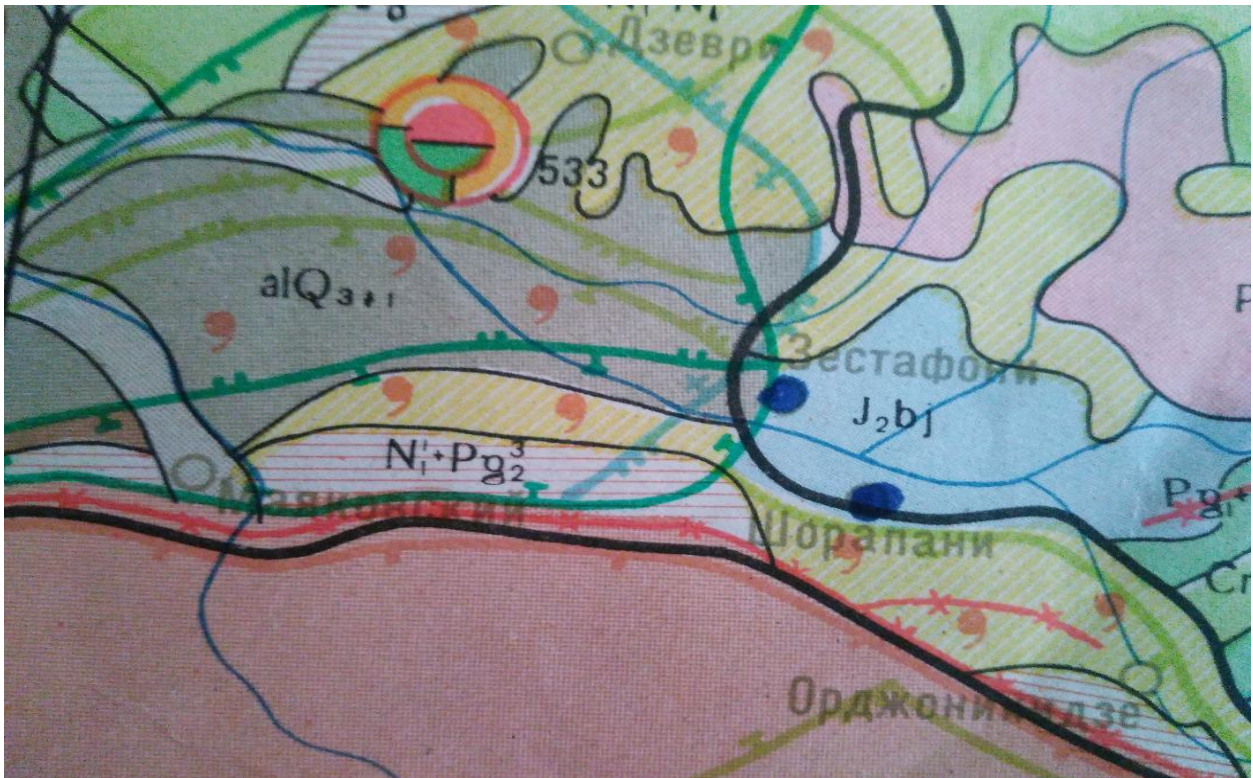 Дзеври
533
alQ₃₊₁
Зестафони
J₂bj
N₁¹+Pg₂³
Маяковский
Шорапани
Орджоникидзе